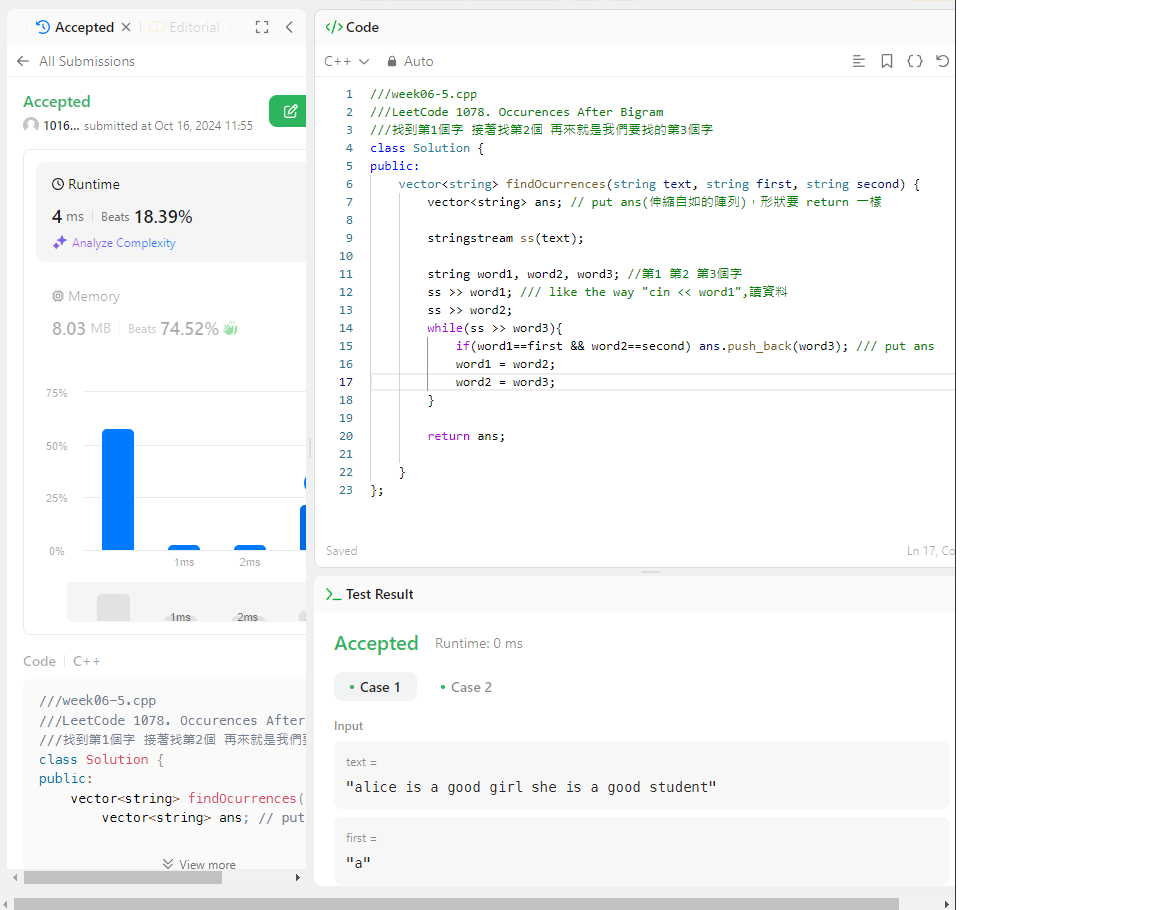 Accepted
Editorial
All Submissions
Accepted
1016... submitted at Oct 16, 2024 11:55
Runtime
4 ms Beats 18.39%
Analyze Complexity
Memory
8.03 MB Beats 74.52%
75%
50%
25%
0%
1ms 2ms
1ms 2ms
Code C++
///week06-5.cpp
///LeetCode 1078. Occurences After
///找到第1個字 接著找第2個 再來就是我們
class Solution {
public:
vector<string> findOcurrences(
vector<string> ans; // put
View more
</> Code
C++ Auto
1 ///week06-5.cpp
2 ///LeetCode 1078. Occurences After Bigram
3 ///找到第1個字 接著找第2個 再來就是我們要找的第3個字
4 class Solution {
5 public:
6 vector<string> findOcurrences(string text, string first, string second) {
7 vector<string> ans; // put ans(伸縮自如的陣列)，形狀要 return 一樣
8
9 stringstream ss(text);
10
11 string word1, word2, word3; //第1 第2 第3個字
12 ss >> word1; /// like the way "cin << word1",讀資料
13 ss >> word2;
14 while(ss >> word3){
15 if(word1==first && word2==second) ans.push_back(word3); /// put ans
16 word1 = word2;
17 word2 = word3;
18 }
19
20 return ans;
21
22 }
23 };
Saved
Ln 17, Co
Test Result
Accepted Runtime: 0 ms
Case 1 Case 2
Input
text =
"alice is a good girl she is a good student"
first =
"a"